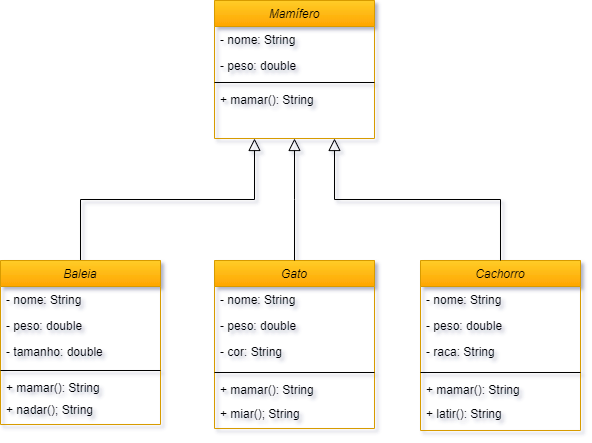 Mamífero
- nome: String
- peso: double
+ mamar(): String
Baleia
- nome: String
- peso: double
- tamanho: double
+ mamar(): String
+ nadar(); String
Gato
- nome: String
- peso: double
- cor: String
+ mamar(): String
+ miar(); String
Cachorro
- nome: String
- peso: double
- raca: String
+ mamar(): String
+ latir(): String